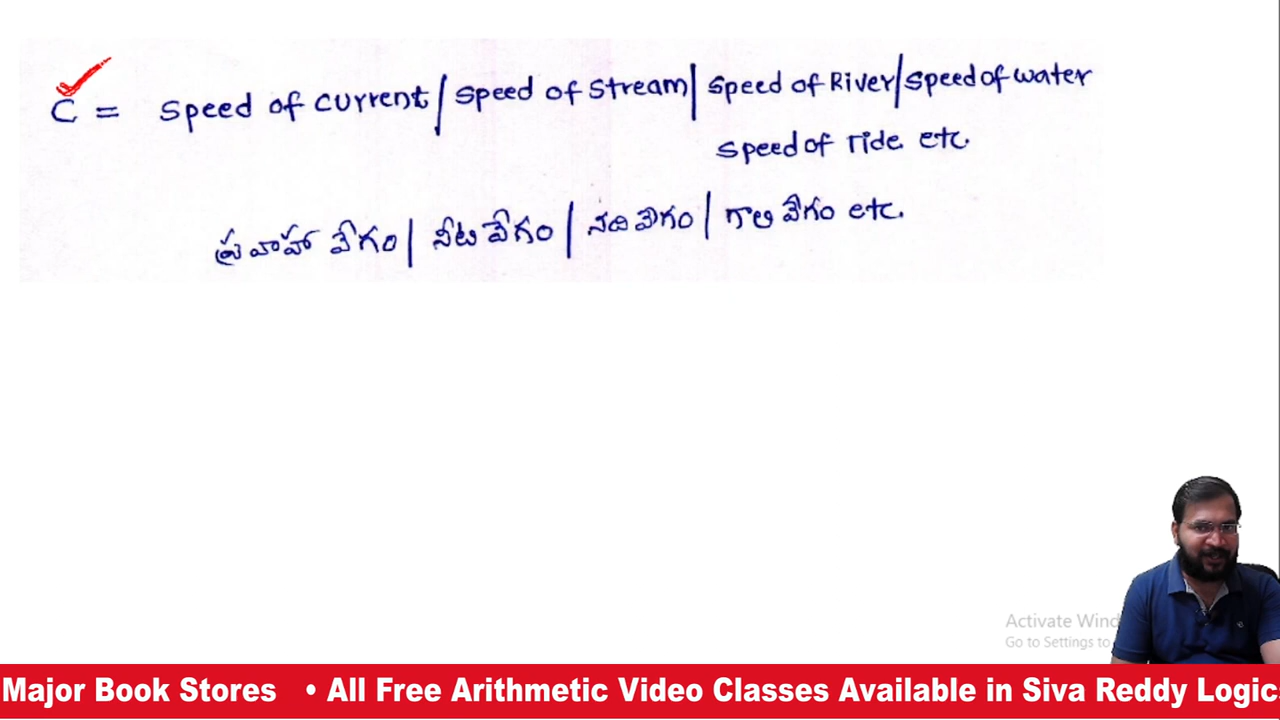 C = Speed of current / Speed of Stream | Speed of River / Speed of water
Speed of ride etc.
ప్రవాహా వేగం | నీటి వేగం | నది వేగం | గాలి వేగం etc.
Activate Wind
Go to Settings to
Major Book Stores • All Free Arithmetic Video Classes Available in Siva Reddy Logic